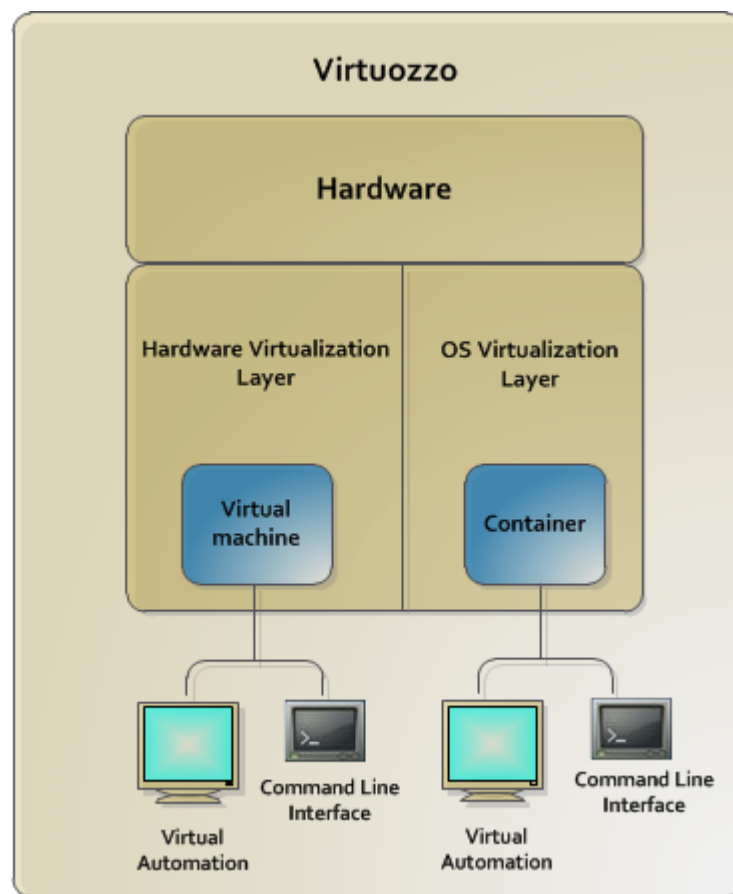 Virtuozzo
Hardware
Hardware Virtualization
Layer
OS Virtualization
Layer
Virtual
machine
Container
>_
Command Line
Interface
Virtual
Automation
>_
Command Line
Interface
Virtual
Automation